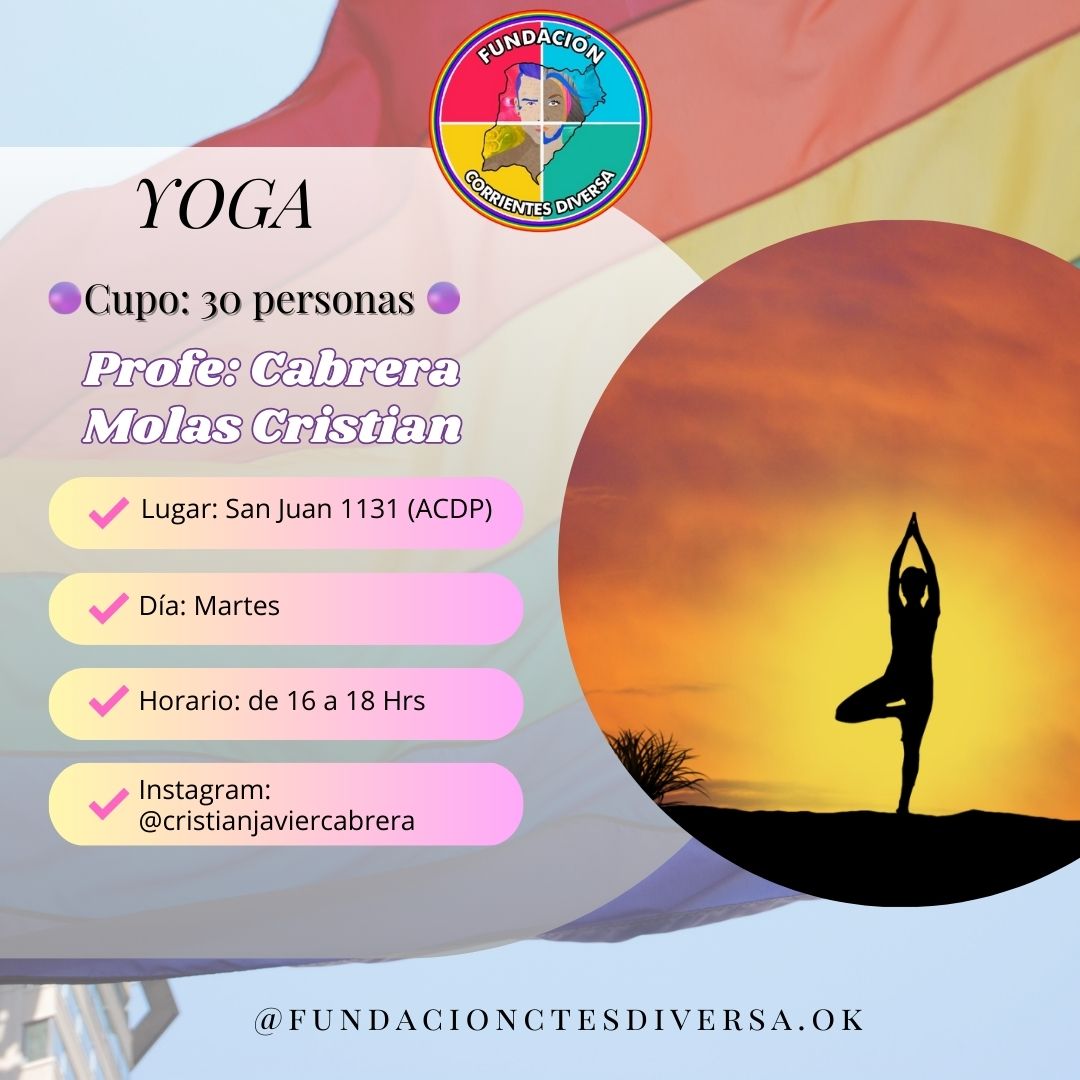 FUNDACIÓN
CORRIENTES DIVERSA
YOGA
Cupo: 30 personas
Profe: Cabrera
Molas Cristian
Lugar: San Juan 1131 (ACDP)
Día: Martes
Horario: de 16 a 18 Hrs
Instagram:
@cristianjaviercabrera
@FUNDACIONCTESDIVERSA.OK